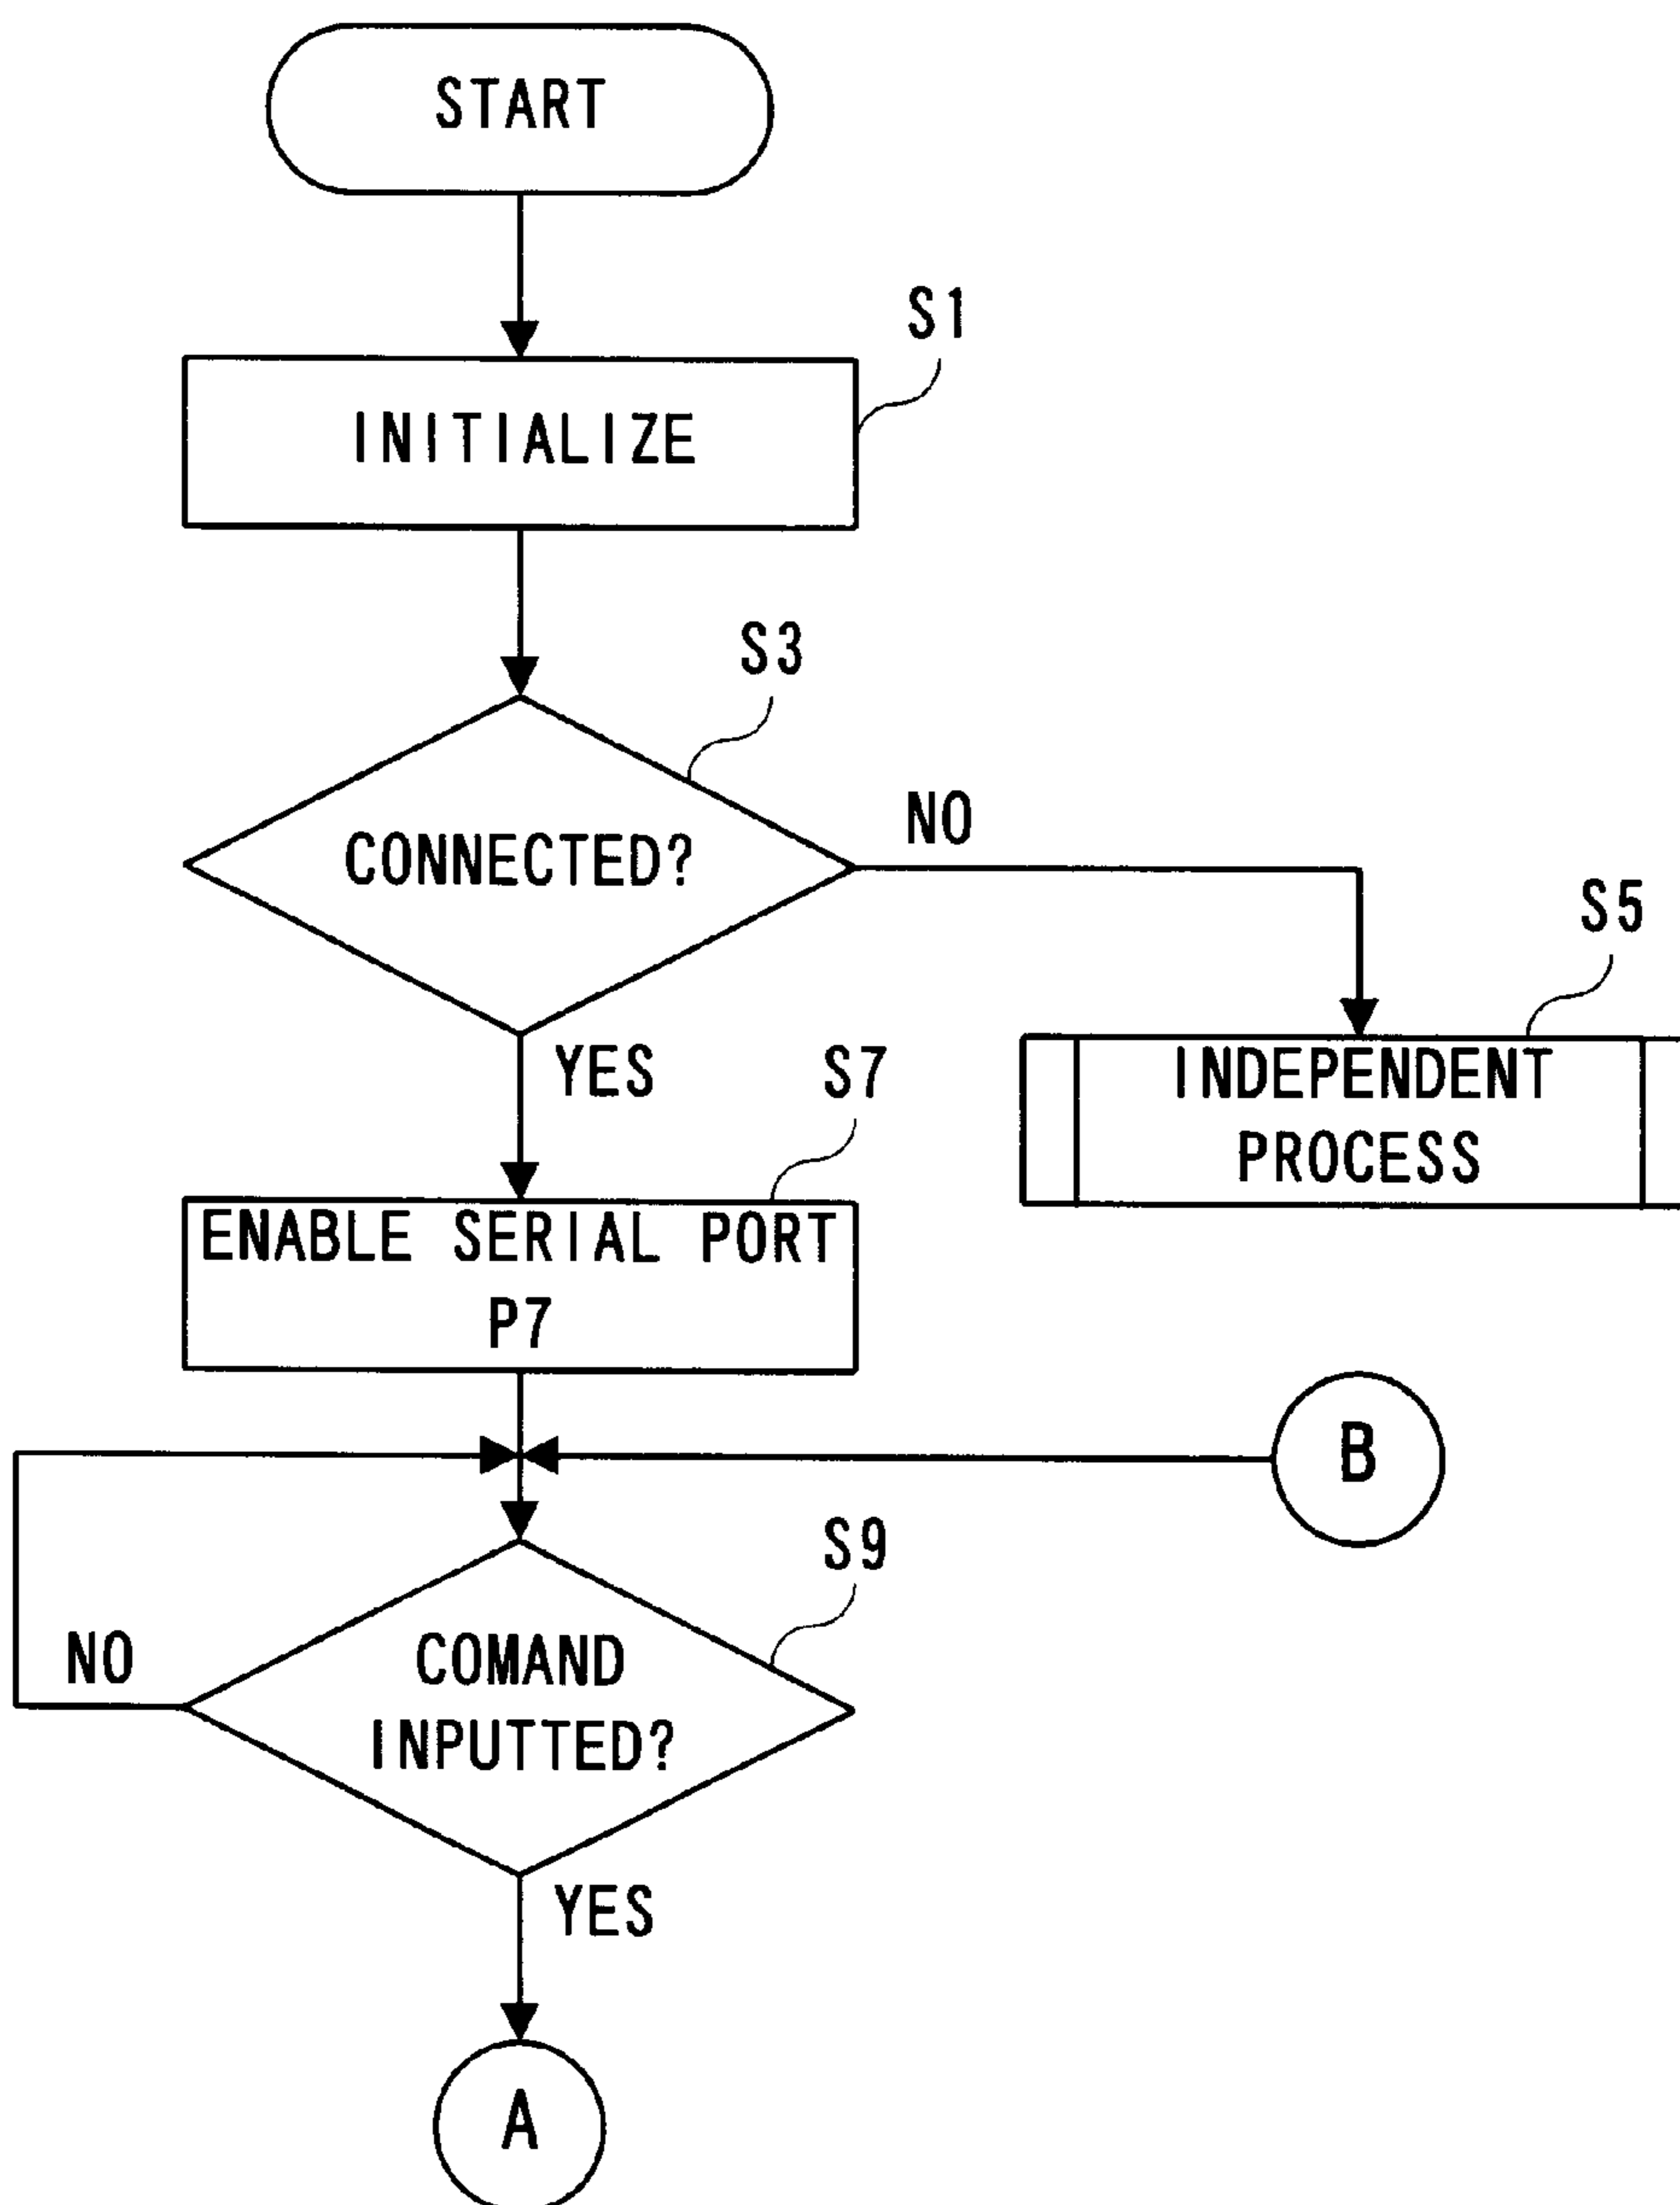 START
S1
INITIALIZE
S3
CONNECTED?
NO
S5
INDEPENDENT
PROCESS
YES
S7
ENABLE SERIAL PORT
P7
B
S9
COMAND
INPUTTED?
NO
YES
A